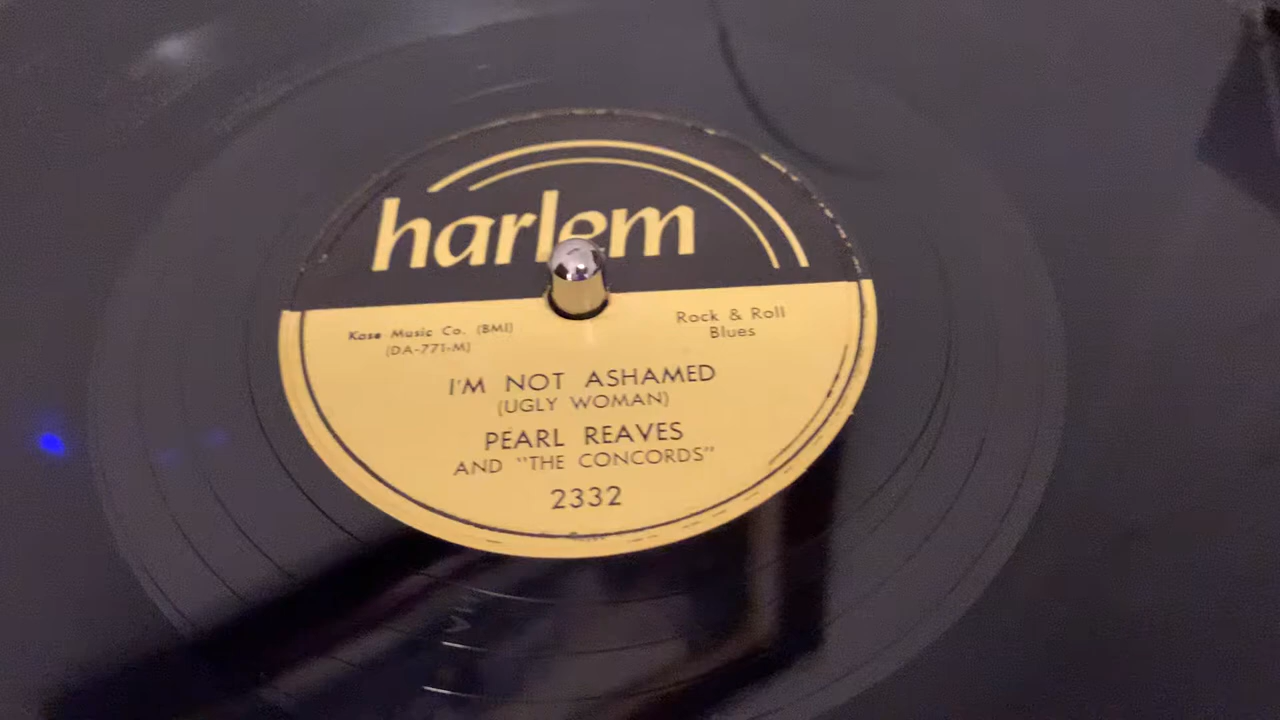 harlem
Kase Music Co. (BMI)
(DA-771-M)
Rock & Roll
Blues
I'M NOT ASHAMED
(UGLY WOMAN)
PEARL REAVES
AND "THE CONCORDS"
2332